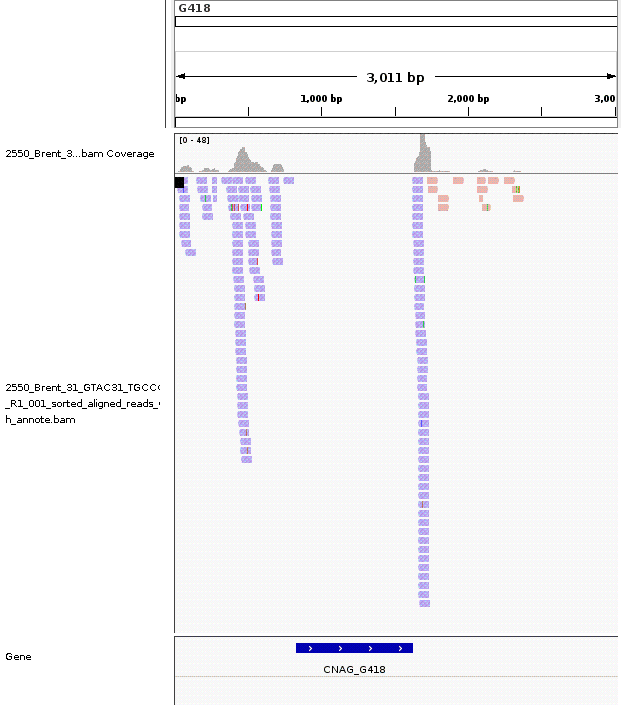 G418
3,011 bp
bp 1,000 bp 2,000 bp 3,00
[0 - 48]
2550_Brent_3...bam Coverage
2550_Brent_31_GTAC31_TGCCC
_R1_001_sorted_aligned_reads_
h_annote.bam
Gene
CNAG_G418